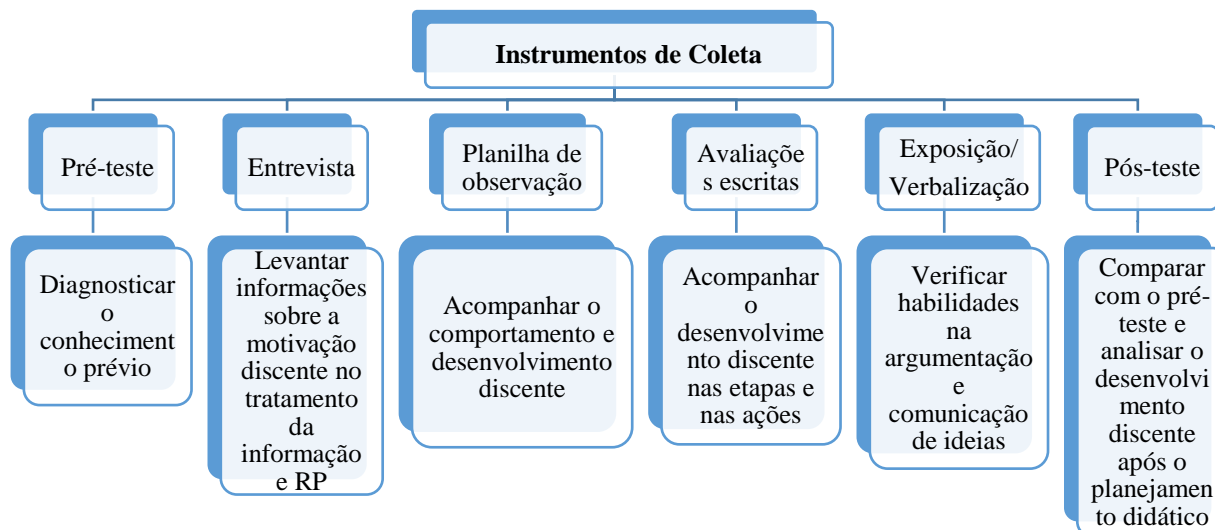 Instrumentos de Coleta
Pré-teste
Entrevista
Planilha de
observação
Avaliaçõe
s escritas
Exposição/
Verbalização
Pós-teste
Diagnosticar
o
conheciment
o prévio
Levantar
informações
sobre a
motivação
discente no
tratamento
da
informação
e RP
Acompanhar o
comportamento e
desenvolvimento
discente
Acompanhar
o
desenvolvime
nto discente
nas etapas e
nas ações
Verificar
habilidades
na
argumentação
e
comunicação
de ideias
Comparar
com o pré-
teste e
analisar o
desenvolvi
mento
discente
após o
planejamen
to didático